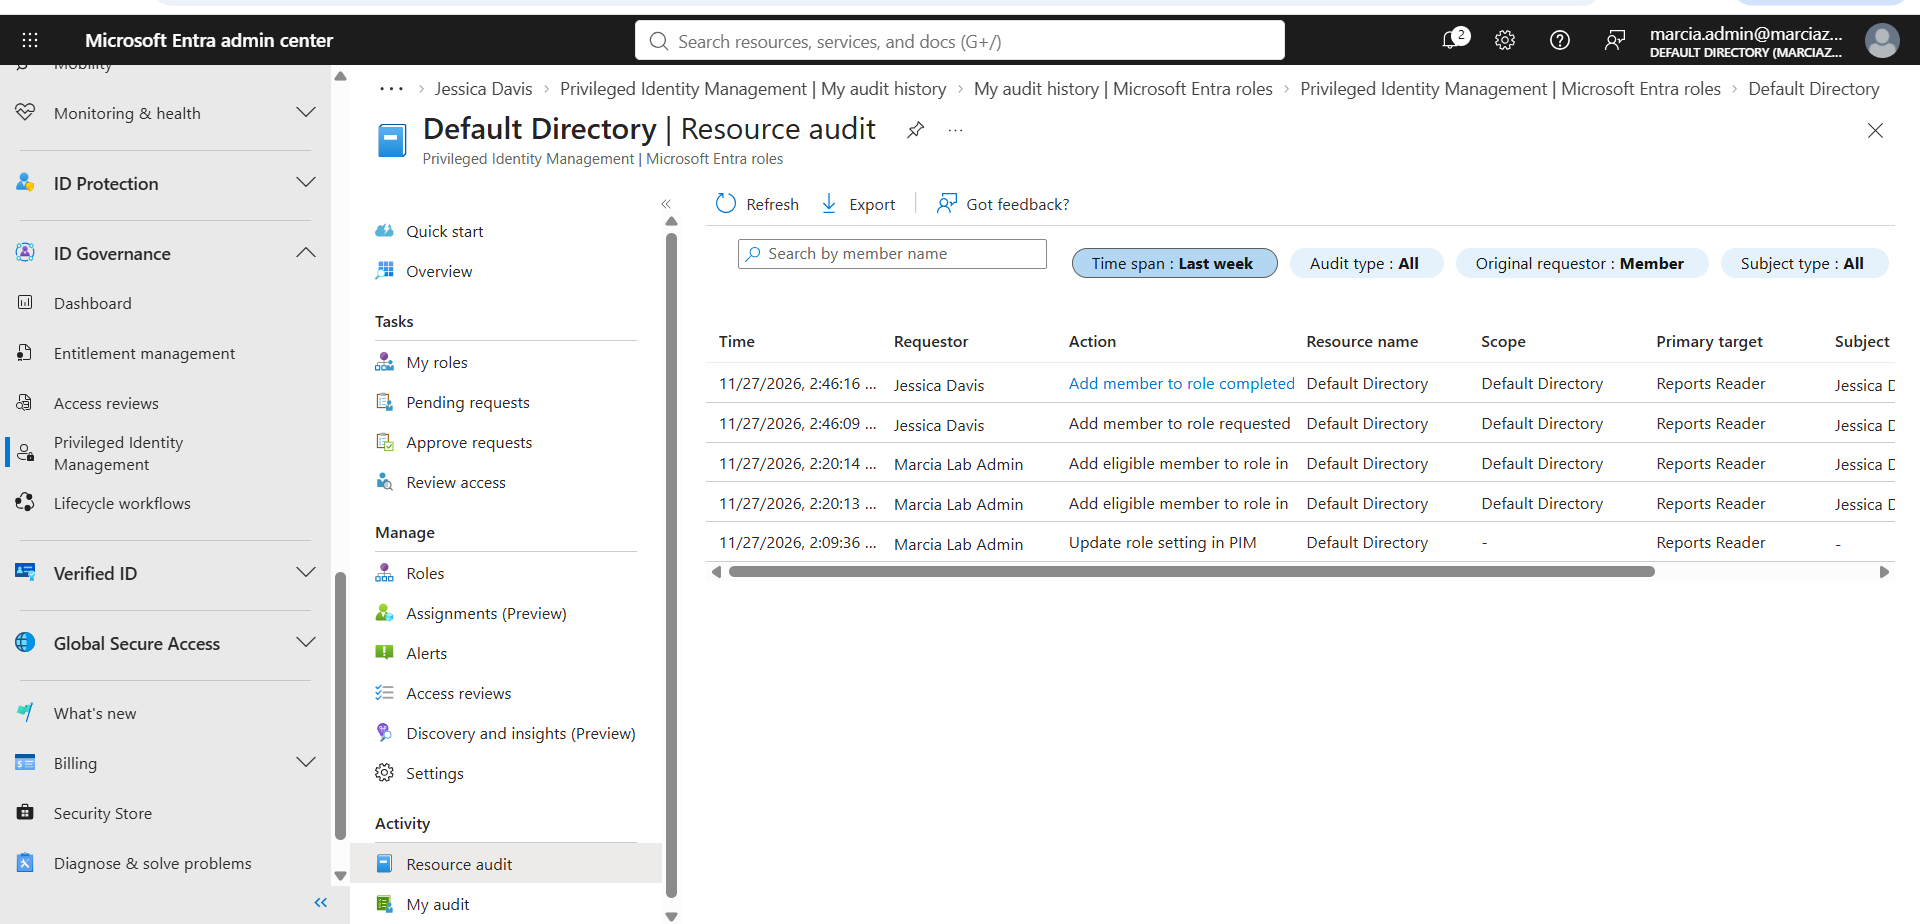 Microsoft Entra admin center
Search resources, services, and docs (G+/)
2
marcia.admin@marciaz...
DEFAULT DIRECTORY (MARCIAZ...
Mobility
Monitoring & health
ID Protection
ID Governance
Dashboard
Entitlement management
Access reviews
Privileged Identity
Management
Lifecycle workflows
Verified ID
Global Secure Access
What's new
Billing
Security Store
Diagnose & solve problems
··· > Jessica Davis > Privileged Identity Management | My audit history > My audit history | Microsoft Entra roles > Privileged Identity Management | Microsoft Entra roles > Default Directory
Default Directory | Resource audit
Privileged Identity Management | Microsoft Entra roles
Quick start
Overview
Tasks
My roles
Pending requests
Approve requests
Review access
Manage
Roles
Assignments (Preview)
Alerts
Access reviews
Discovery and insights (Preview)
Settings
Activity
Resource audit
My audit
Refresh Export Got feedback?
Search by member name
Time span : Last week Audit type : All Original requestor : Member Subject type : All
Time Requestor Action Resource name Scope Primary target Subject
11/27/2026, 2:46:16 ... Jessica Davis Add member to role completed Default Directory Default Directory Reports Reader Jessica D
11/27/2026, 2:46:09 ... Jessica Davis Add member to role requested Default Directory Default Directory Reports Reader Jessica D
11/27/2026, 2:20:14 ... Marcia Lab Admin Add eligible member to role in Default Directory Default Directory Reports Reader Jessica D
11/27/2026, 2:20:13 ... Marcia Lab Admin Add eligible member to role in Default Directory Default Directory Reports Reader Jessica D
11/27/2026, 2:09:36 ... Marcia Lab Admin Update role setting in PIM Default Directory - Reports Reader -